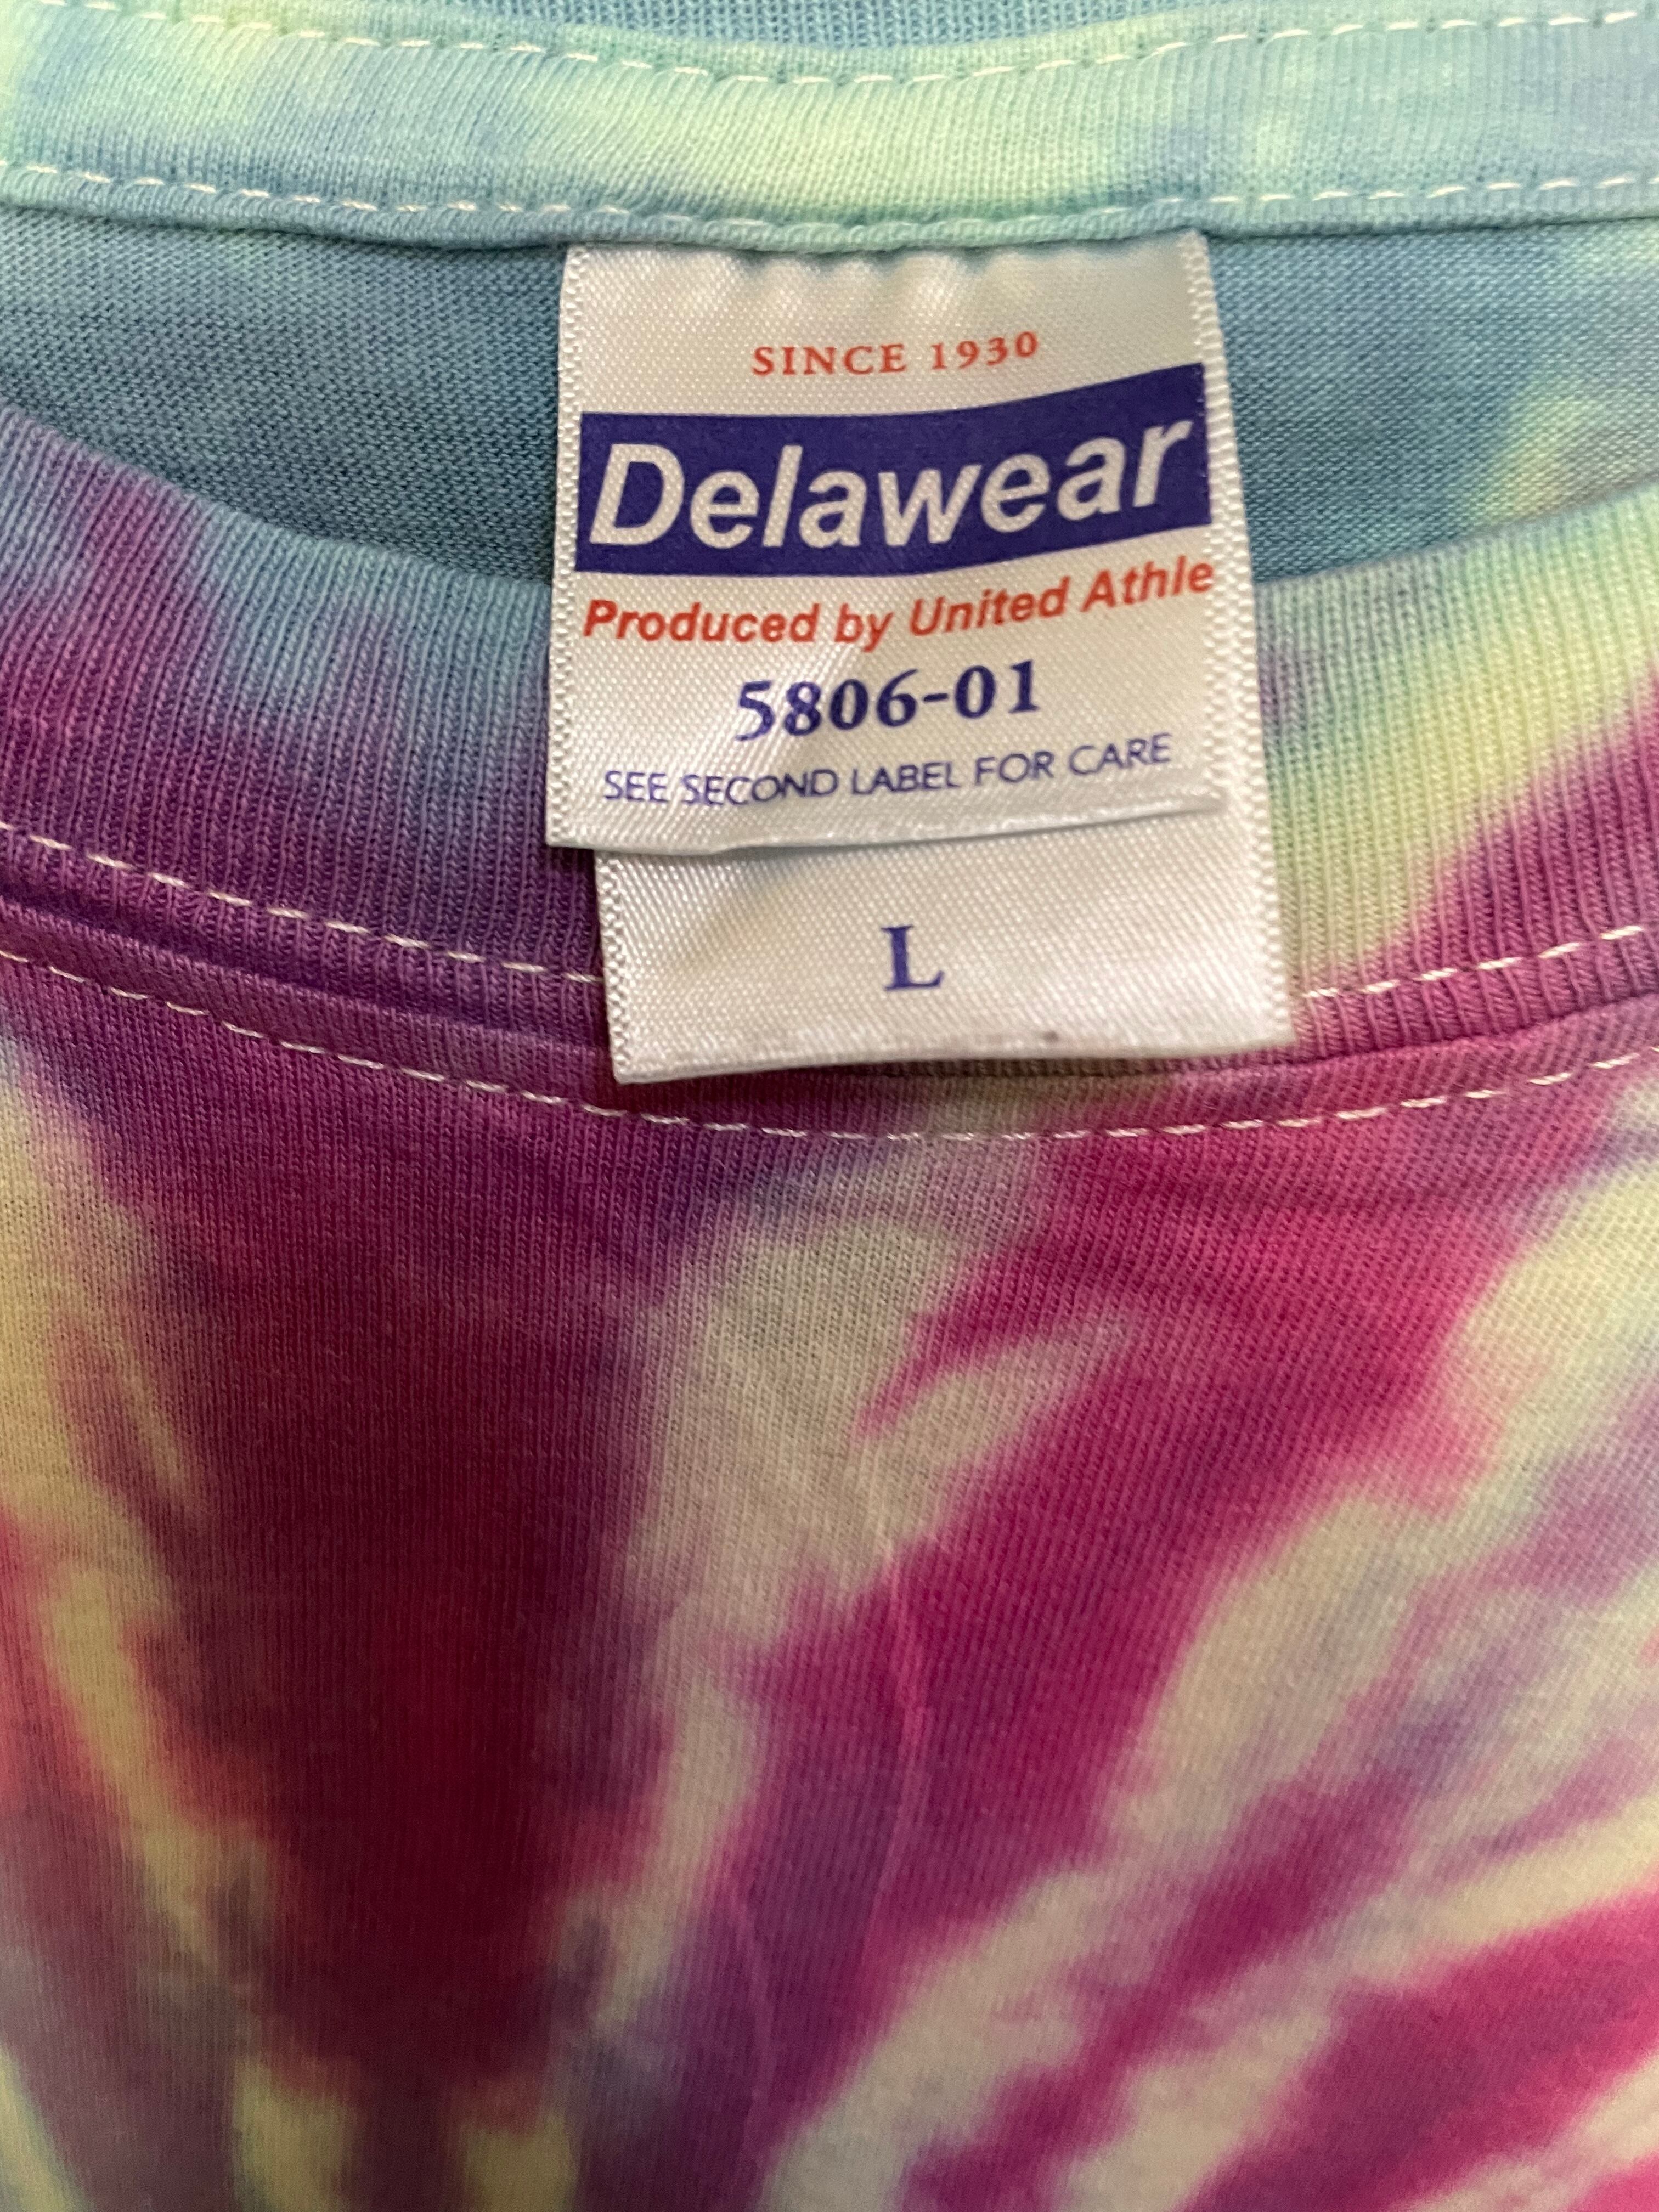 SINCE 1930
Delawear
Produced by United Athle
5806-01
SEE SECOND LABEL FOR CARE
L